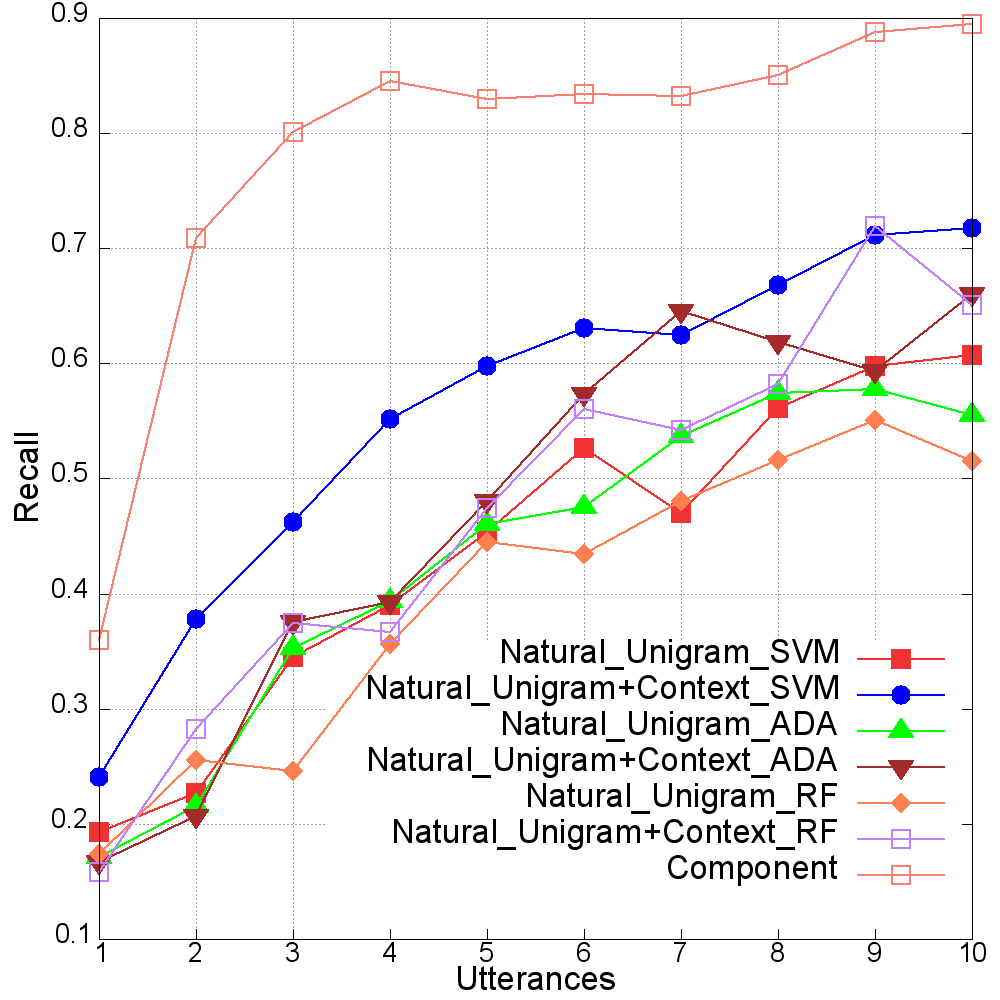 0.9
0.8
0.7
0.6
0.5
0.4
0.3
0.2
0.1
Recall
Natural_Unigram_SVM
Natural_Unigram+Context_SVM
Natural_Unigram_ADA
Natural_Unigram+Context_ADA
Natural_Unigram_RF
Natural_Unigram+Context_RF
Component
1 2 3 4 5 6 7 8 9 10
Utterances